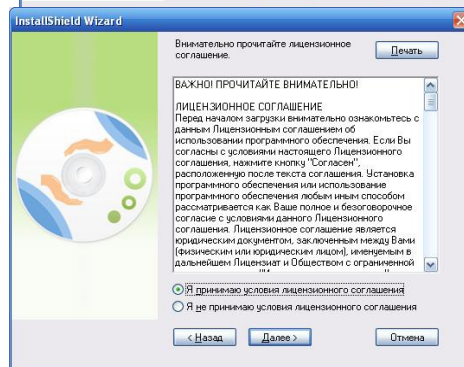 InstallShield Wizard
Внимательно прочитайте лицензионное
соглашение.
Печать
ВАЖНО! ПРОЧИТАЙТЕ ВНИМАТЕЛЬНО!
ЛИЦЕНЗИОННОЕ СОГЛАШЕНИЕ
Перед началом загрузки внимательно ознакомьтесь с
данным Лицензионным соглашением об
использовании программного обеспечения. Если Вы
согласны с условиями настоящего Лицензионного
соглашения, нажмите кнопку "Согласен",
расположенную после текста соглашения. Установка
программного обеспечения или использование
программного обеспечения любым иным способом
рассматривается как Ваше полное и безоговорочное
согласие с условиями данного Лицензионного
соглашения. Лицензионное соглашение является
юридическим документом, заключенным между Вами
(физическим или юридическим лицом), именуемым в
дальнейшем Лицензиат и Обществом с ограниченной
Я принимаю условия лицензионного соглашения
Я не принимаю условия лицензионного соглашения
< Назад
Далее >
Отмена